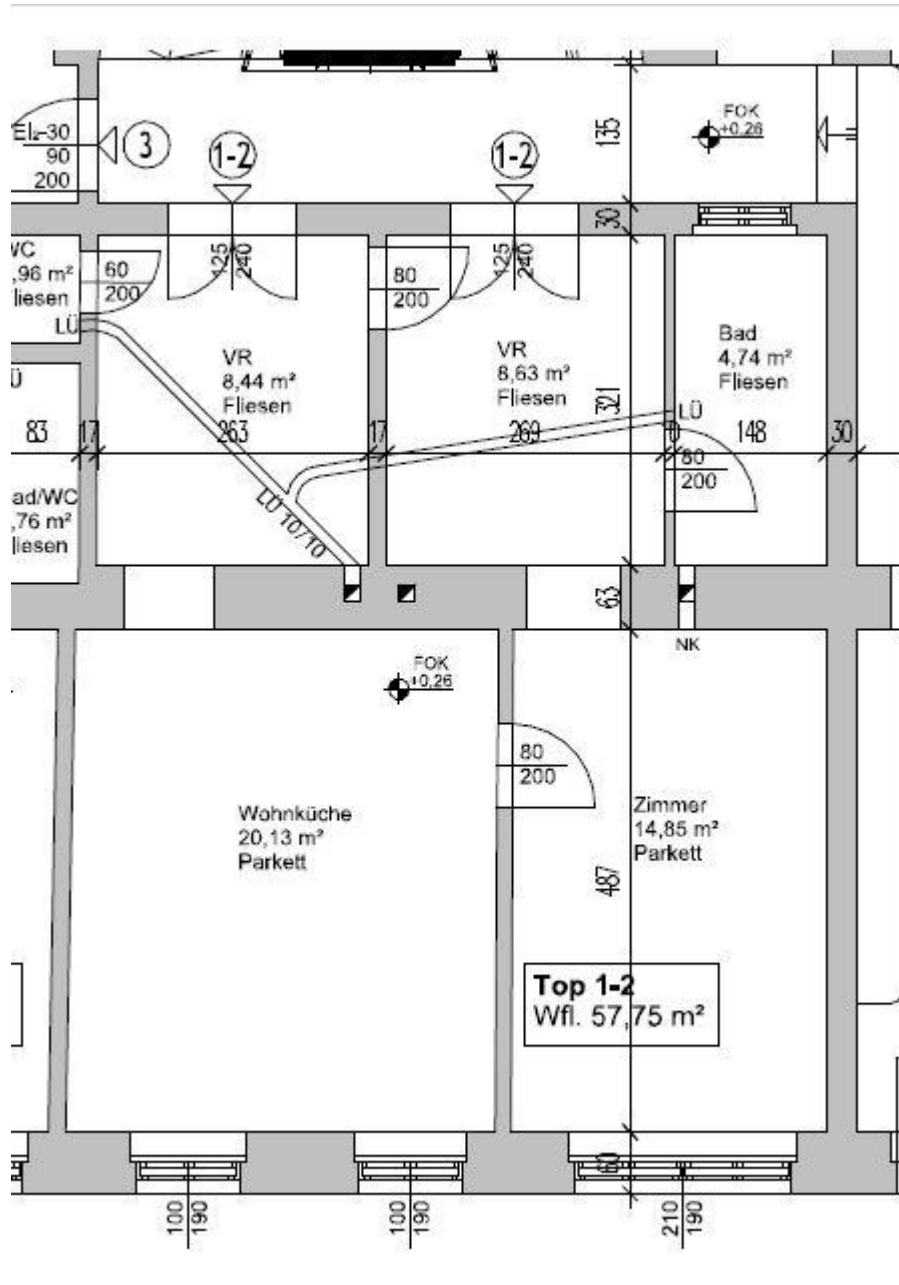 EI₂-30
90
200
3
1-2
1-2
135
FOK
+0,26
30
WC
,96 m²
liesen
LÜ
60
200
125
240
80
200
125
240
VR
8,44 m²
Fliesen
VR
8,63 m²
Fliesen
321
Bad
4,74 m²
Fliesen
LÜ
Ü
83
17
263
17
269
148
30
80
200
ad/WC
,76 m²
liesen
LÜ 10/10
63
NK
FOK
+0,26
80
200
Wohnküche
20,13 m²
Parkett
Zimmer
14,85 m²
Parkett
487
Top 1-2
Wfl. 57,75 m²
60
100
190
100
190
210
190